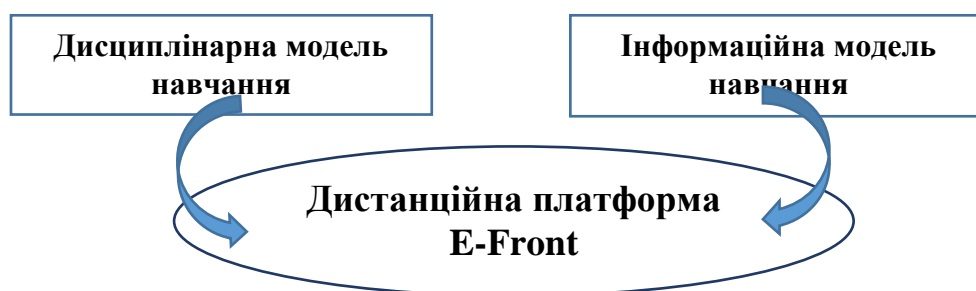 Дисциплінарна модель
навчання
Інформаційна модель
навчання
Дистанційна платформа
E-Front